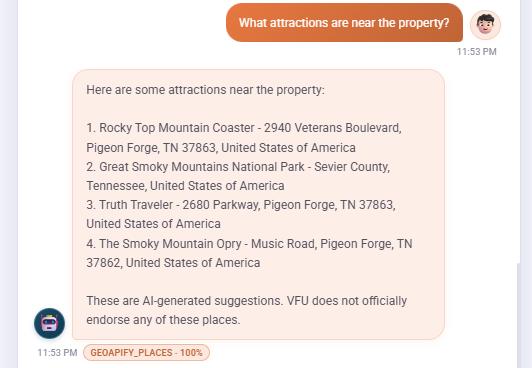 What attractions are near the property?
11:53 PM
Here are some attractions near the property:
1. Rocky Top Mountain Coaster - 2940 Veterans Boulevard,
Pigeon Forge, TN 37863, United States of America
2. Great Smoky Mountains National Park - Sevier County,
Tennessee, United States of America
3. Truth Traveler - 2680 Parkway, Pigeon Forge, TN 37863,
United States of America
4. The Smoky Mountain Opry - Music Road, Pigeon Forge, TN
37862, United States of America
These are AI-generated suggestions. VFU does not officially
endorse any of these places.
11:53 PM GEOAPIFY_PLACES - 100%